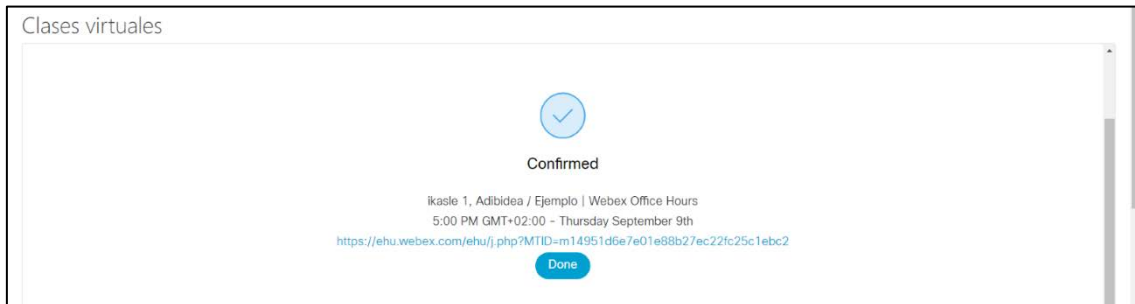 Clases virtuales
Confirmed
ikasle 1, Adibidea / Ejemplo | Webex Office Hours
5:00 PM GMT+02:00 - Thursday September 9th
https://ehu.webex.com/ehu/j.php?MTID=m14951d6e7e01e88b27ec22fc25c1ebc2
Done